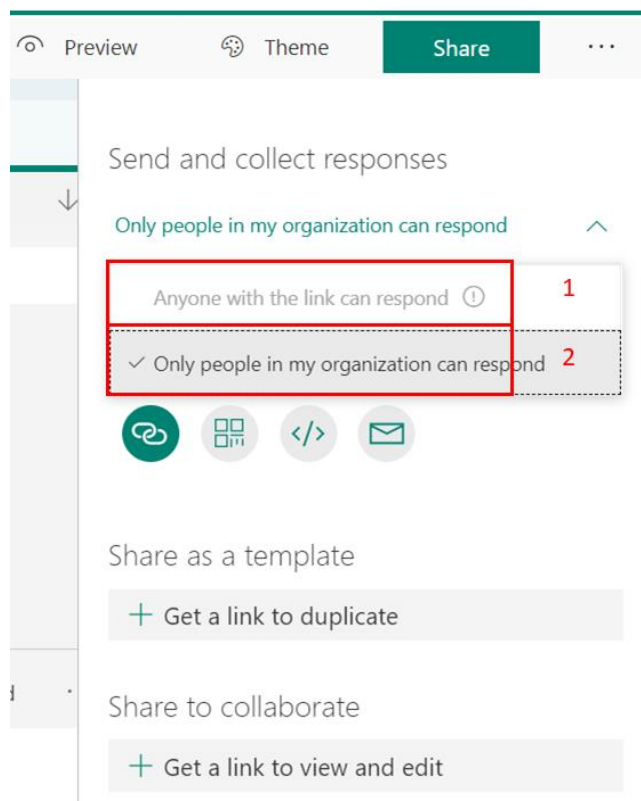 Preview Theme Share ...
Send and collect responses
Only people in my organization can respond
Anyone with the link can respond 1
Only people in my organization can respond 2
Share as a template
+ Get a link to duplicate
Share to collaborate
+ Get a link to view and edit